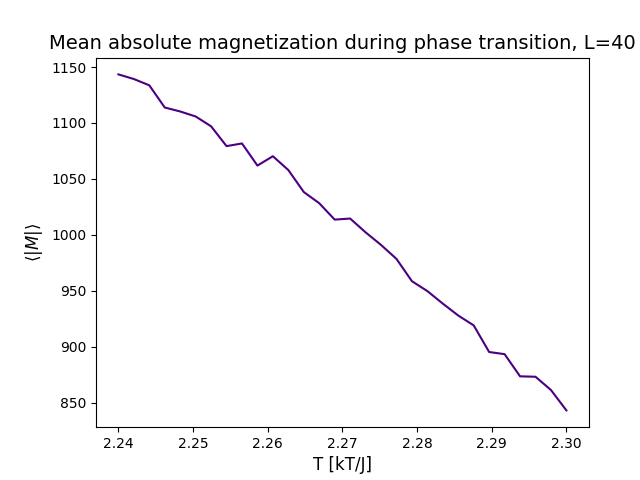 Mean absolute magnetization during phase transition, L=40
1150
1100
1050
1000
950
900
850
⟨|M|⟩
2.24 2.25 2.26 2.27 2.28 2.29 2.30
T [kT/J]